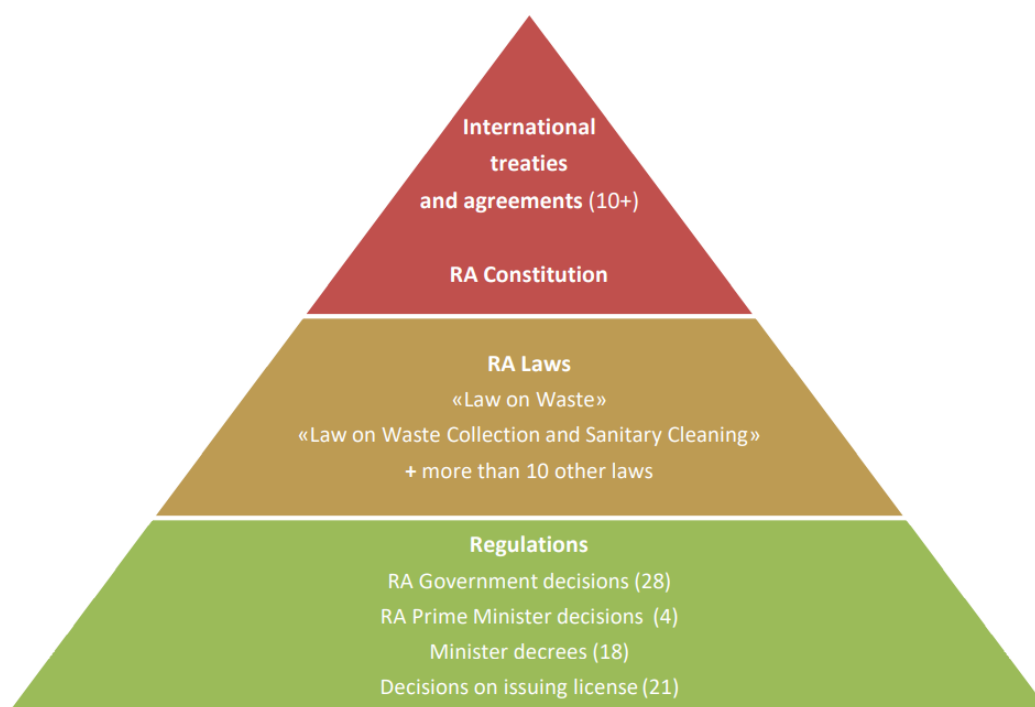 International
treaties
and agreements (10+)
RA Constitution
RA Laws
«Law on Waste»
«Law on Waste Collection and Sanitary Cleaning»
+ more than 10 other laws
Regulations
RA Government decisions (28)
RA Prime Minister decisions (4)
Minister decrees (18)
Decisions on issuing license (21)